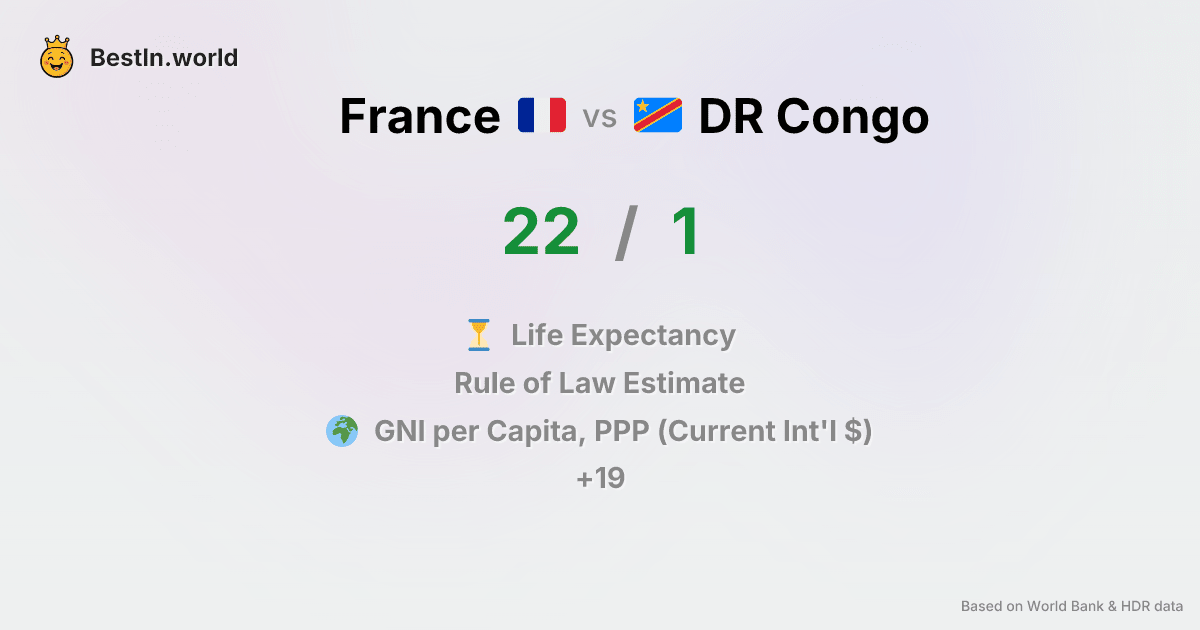 BestIn.world
France vs DR Congo
22 / 1
Life Expectancy
Rule of Law Estimate
GNI per Capita, PPP (Current Int'l $)
+19
Based on World Bank & HDR data